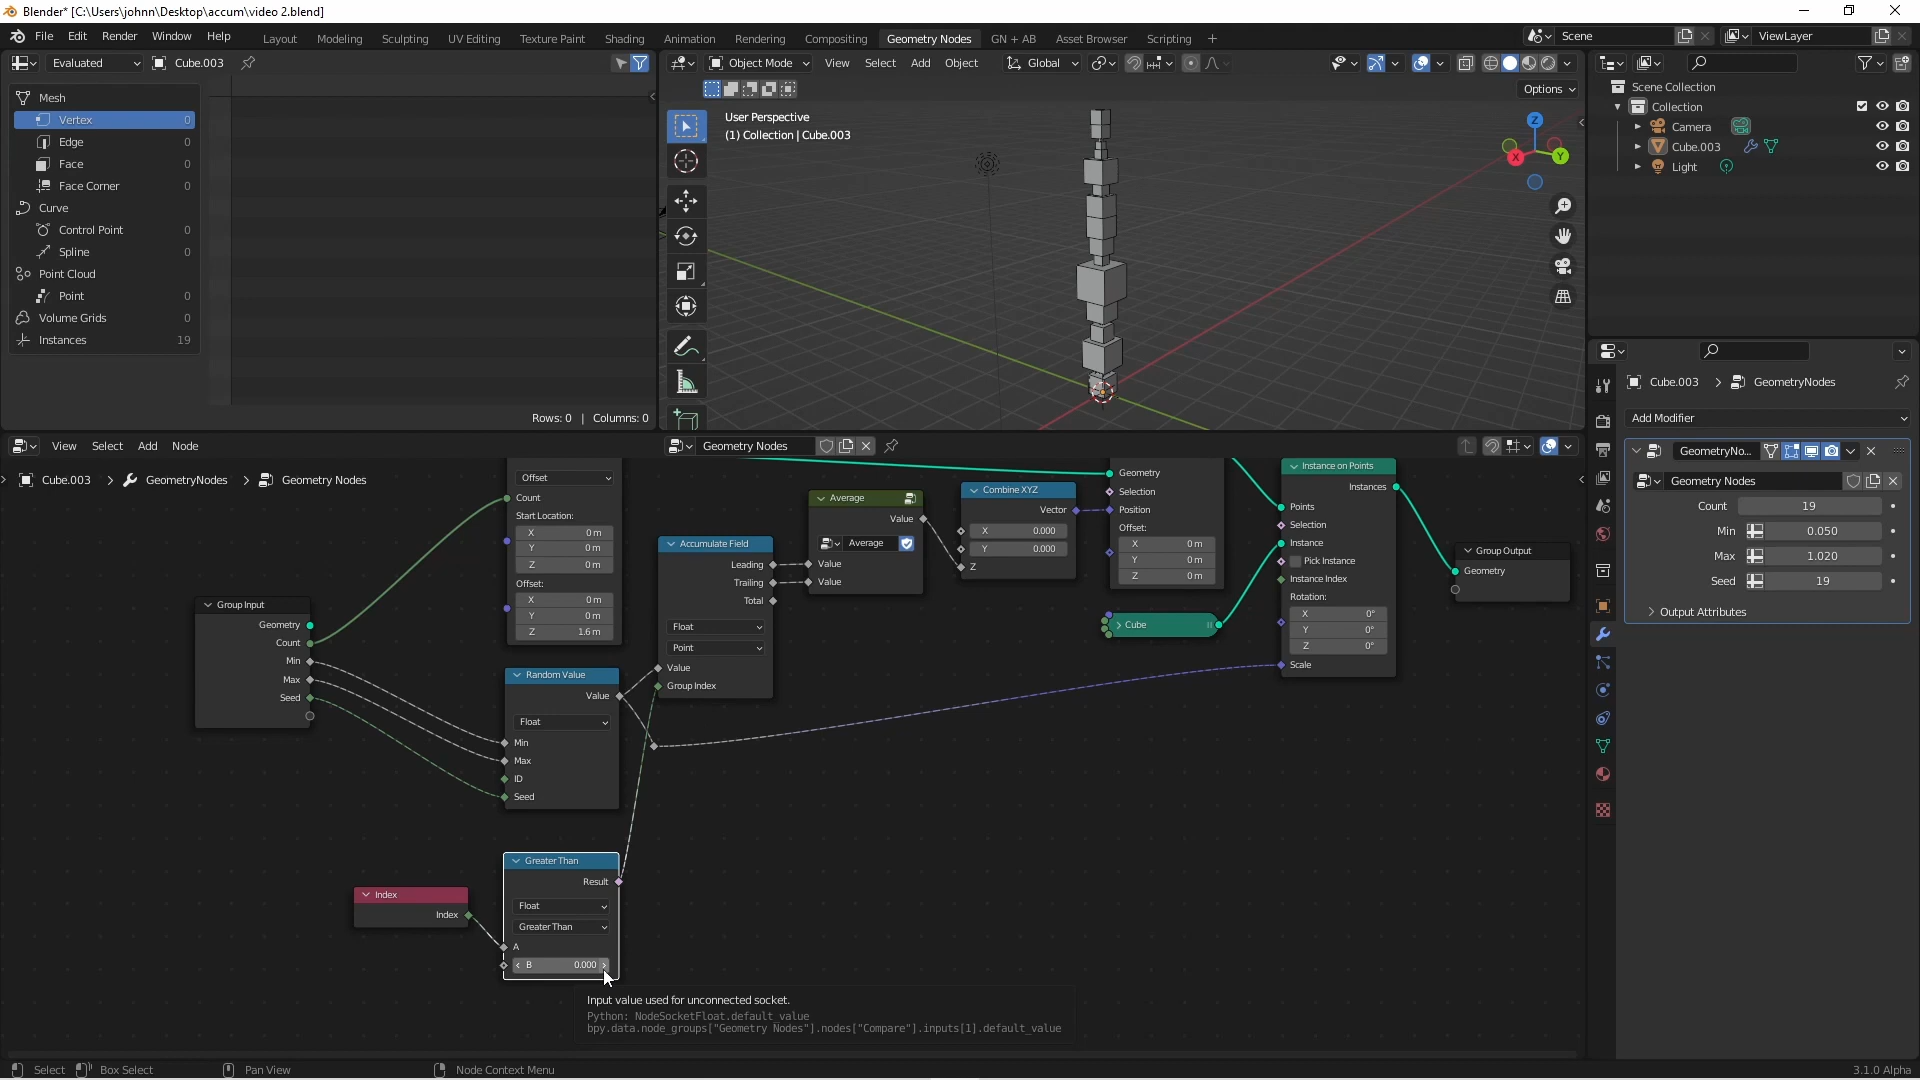 Blender* [C:\Users\johnn\Desktop\accum\video 2.blend]
File Edit Render Window Help
Layout Modeling Sculpting UV Editing Texture Paint Shading Animation Rendering Compositing Geometry Nodes GN + AB Asset Browser Scripting
Scene
ViewLayer
Evaluated
Cube.003
Mesh
Vertex 0
Edge 0
Face 0
Face Corner 0
Curve
Control Point 0
Spline 0
Point Cloud
Point 0
Volume Grids 0
Instances 19
Rows: 0 | Columns: 0
Object Mode View Select Add Object Global
Options
User Perspective
(1) Collection | Cube.003
Z
X
Y
Scene Collection
Collection
Camera
Cube.003
Light
Cube.003 > GeometryNodes
Add Modifier
GeometryNo...
Geometry Nodes
Count 19
Min 0.050
Max 1.020
Seed 19
Output Attributes
View Select Add Node
Geometry Nodes
Cube.003 > GeometryNodes > Geometry Nodes
Group Input
Geometry
Count
Min
Max
Seed
Offset
Count
Start Location:
X 0 m
Y 0 m
Z 0 m
Offset:
X 0 m
Y 0 m
Z 1.6 m
Random Value
Value
Float
Min
Max
ID
Seed
Index
Index
Greater Than
Result
Float
Greater Than
A
B 0.000
Input value used for unconnected socket.
Python: NodeSocketFloat.default_value
bpy.data.node_groups["Geometry Nodes"].nodes["Compare"].inputs[1].default_value
Accumulate Field
Leading
Trailing
Total
Float
Point
Value
Group Index
Average
Value
Average
Value
Value
Combine XYZ
Vector
X 0.000
Y 0.000
Z
Geometry
Selection
Position
Offset:
X 0 m
Y 0 m
Z 0 m
Cube
Instance on Points
Instances
Points
Selection
Instance
Pick Instance
Instance Index
Rotation:
X 0°
Y 0°
Z 0°
Scale
Group Output
Geometry
Select Box Select Pan View Node Context Menu
3.1.0 Alpha